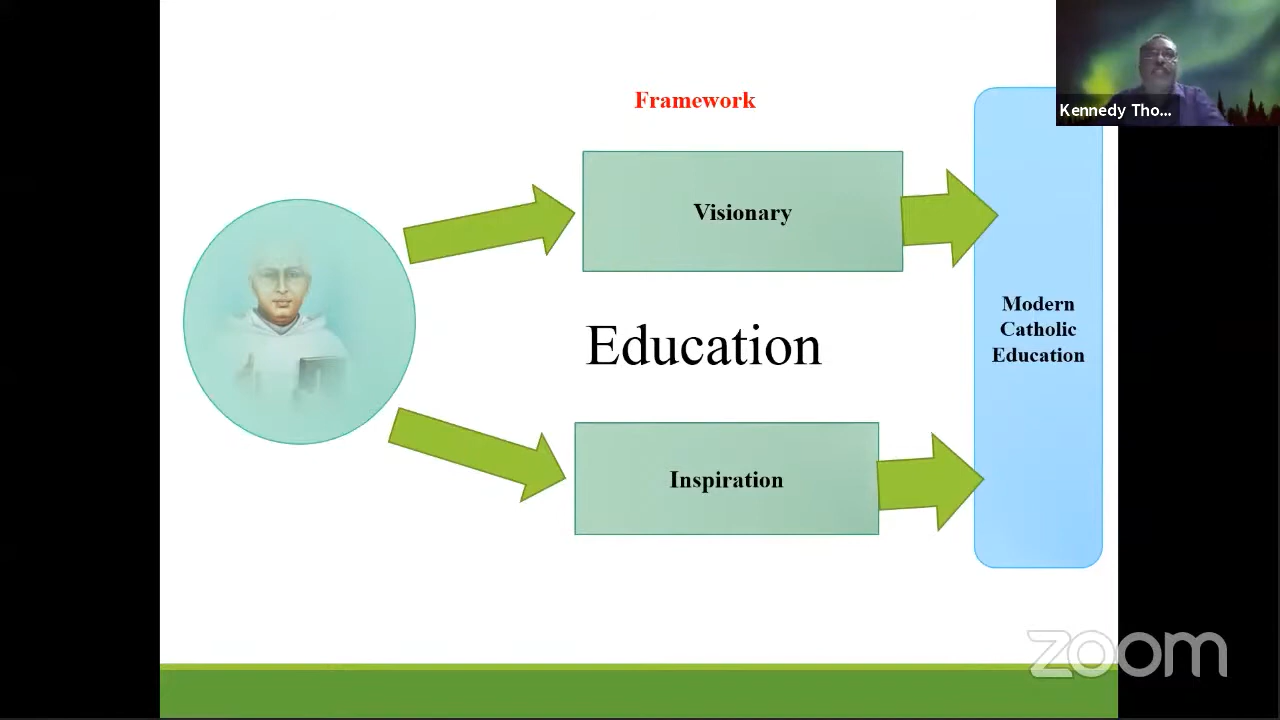 Framework
Kennedy Tho...
Visionary
Modern
Catholic
Education
Education
Inspiration
zoom